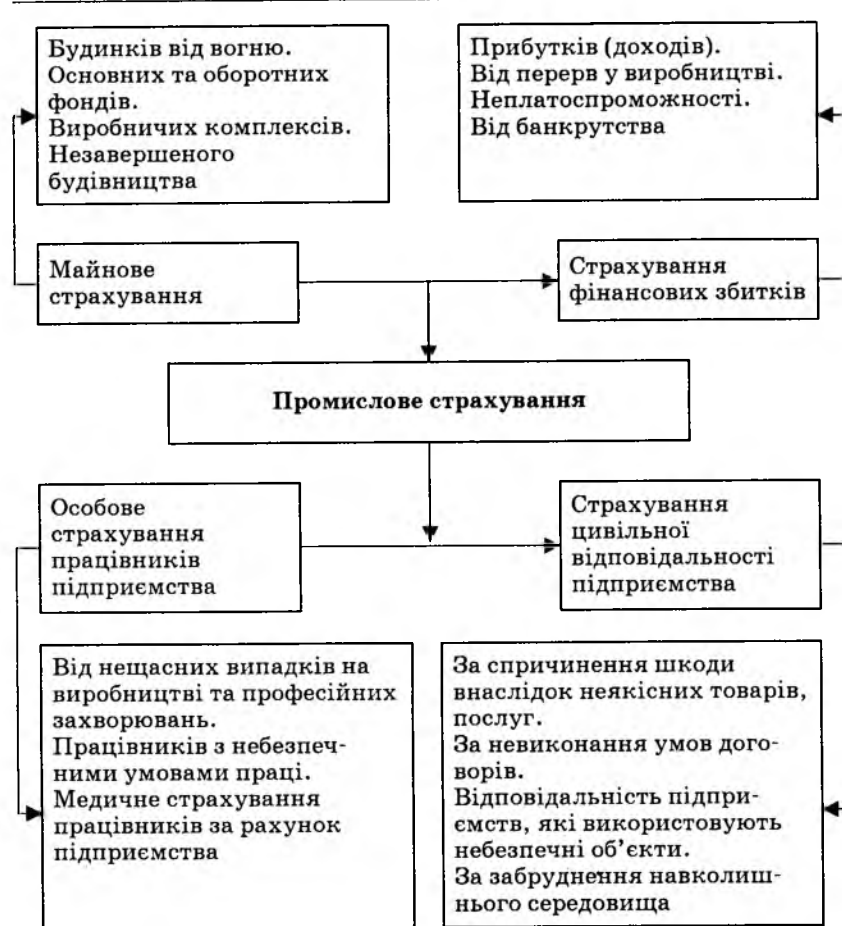 Будинків від вогню.
Основних та оборотних
фондів.
Виробничих комплексів.
Незавершеного
будівництва
Прибутків (доходів).
Від перерв у виробництві.
Неплатоспроможності.
Від банкрутства
Майнове
страхування
Страхування
фінансових збитків
Промислове страхування
Особове
страхування
працівників
підприємства
Страхування
цивільної
відповідальності
підприємства
Від нещасних випадків на
виробництві та професійних
захворювань.
Працівників з небезпеч-
ними умовами праці.
Медичне страхування
працівників за рахунок
підприємства
За спричинення шкоди
внаслідок неякісних товарів,
послуг.
За невиконання умов дого-
ворів.
Відповідальність підпри-
ємств, які використовують
небезпечні об’єкти.
За забруднення навколиш-
нього середовища